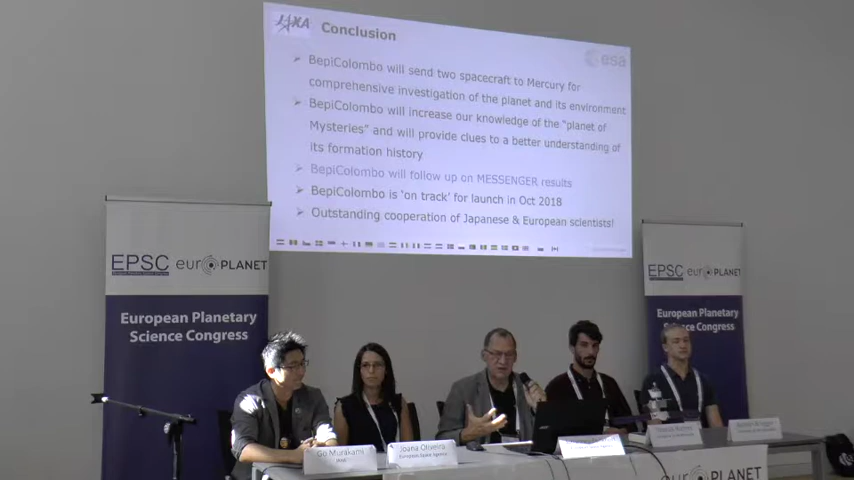 JAXA
Conclusion
esa
BepiColombo will send two spacecraft to Mercury for
comprehensive investigation of the planet and its environment
BepiColombo will increase our knowledge of the "planet of
Mysteries" and will provide clues to a better understanding of
its formation history
BepiColombo will follow up on MESSENGER results
BepiColombo is 'on track' for launch in Oct 2018
Outstanding cooperation of Japanese & European scientists!
EPSC
euroPLANET
European Planetary
Science Congress
EPSC
euroPLANET
European Planetary
Science Congress
Go Murakami
JAXA
Joana Oliveira
European Space Agency
euroPLANET